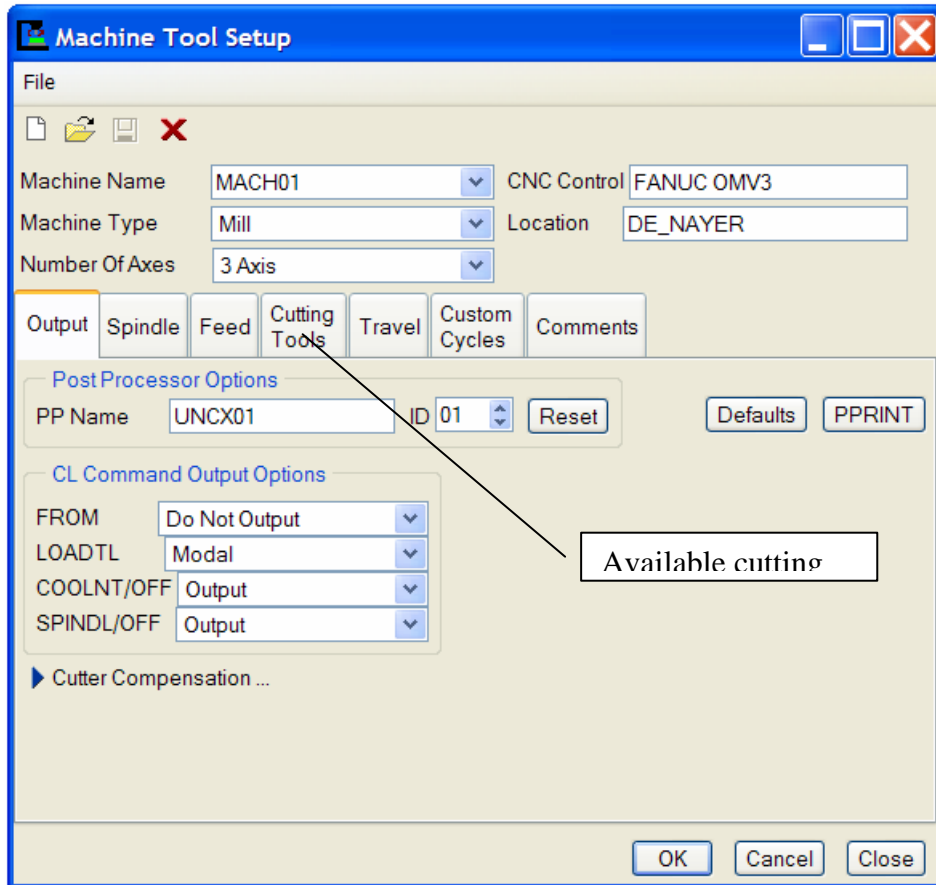 Machine Tool Setup
File
Machine Name MACH01 CNC Control FANUC OMV3
Machine Type Mill Location DE_NAYER
Number Of Axes 3 Axis
Output Spindle Feed Cutting Tools Travel Custom Cycles Comments
Post Processor Options
PP Name UNCX01 ID 01 Reset Defaults PPRINT
CL Command Output Options
FROM Do Not Output
LOADTL Modal
COOLNT/OFF Output
SPINDL/OFF Output
Available cutting
Cutter Compensation ...
OK Cancel Close